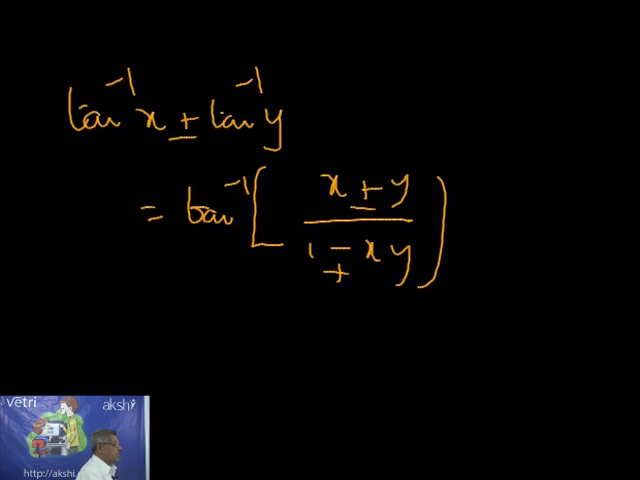 tan⁻¹x ± tan⁻¹y
= tan⁻¹[ x ± y
1 ∓ xy )
vetri
akshi
http://akshi.